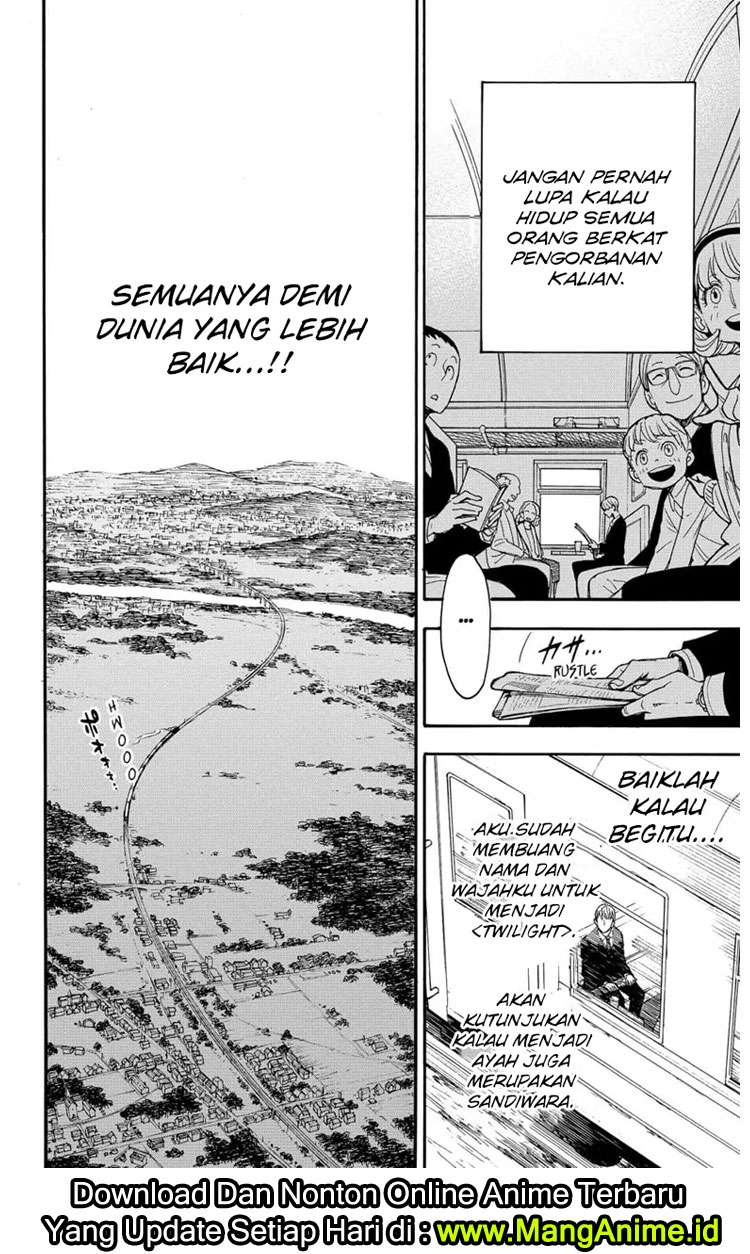 JANGAN PERNAH
LUPA KALAU
HIDUP SEMUA
ORANG BERKAT
PENGORBANAN
KALIAN.
...
カサ...
RUSTLE
BAIKLAH
KALAU
BEGITU....
AKU SUDAH
MEMBUANG
NAMA DAN
WAJAHKU UNTUK
MENJADI
<TWILIGHT>.
AKAN
KUTUNJUKAN
KALAU MENJADI
AYAH JUGA
MERUPAKAN
SANDIWARA.
SEMUANYA DEMI
DUNIA YANG LEBIH
BAIK...!!
HWOOO
Download Dan Nonton Online Anime Terbaru
Yang Update Setiap Hari di : www.MangAnime.id